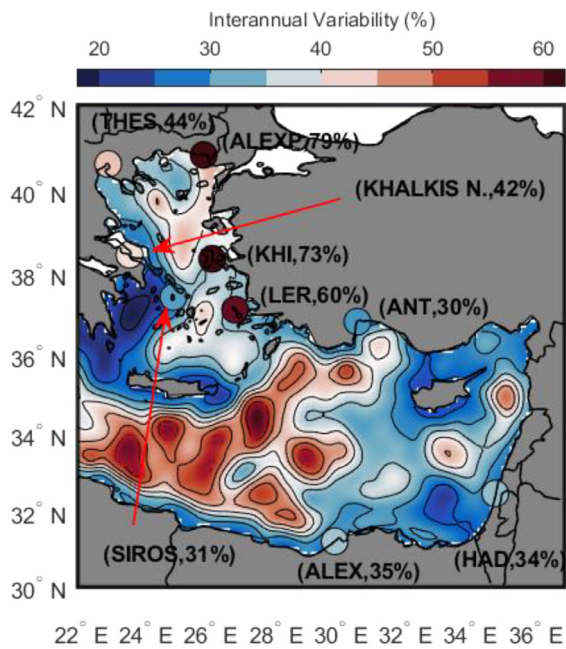 Interannual Variability (%)
20 30 40 50 60
42° N
(THES,44%)
(ALEXP,79%)
40° N
(KHALKIS N.,42%)
38° N
(KHI,73%)
(LER,60%)
(ANT,30%)
36° N
34° N
32° N
(SIROS,31%)
(ALEX,35%)
(HAD,34%)
30° N
22° E 24° E 26° E 28° E 30° E 32° E 34° E 36° E